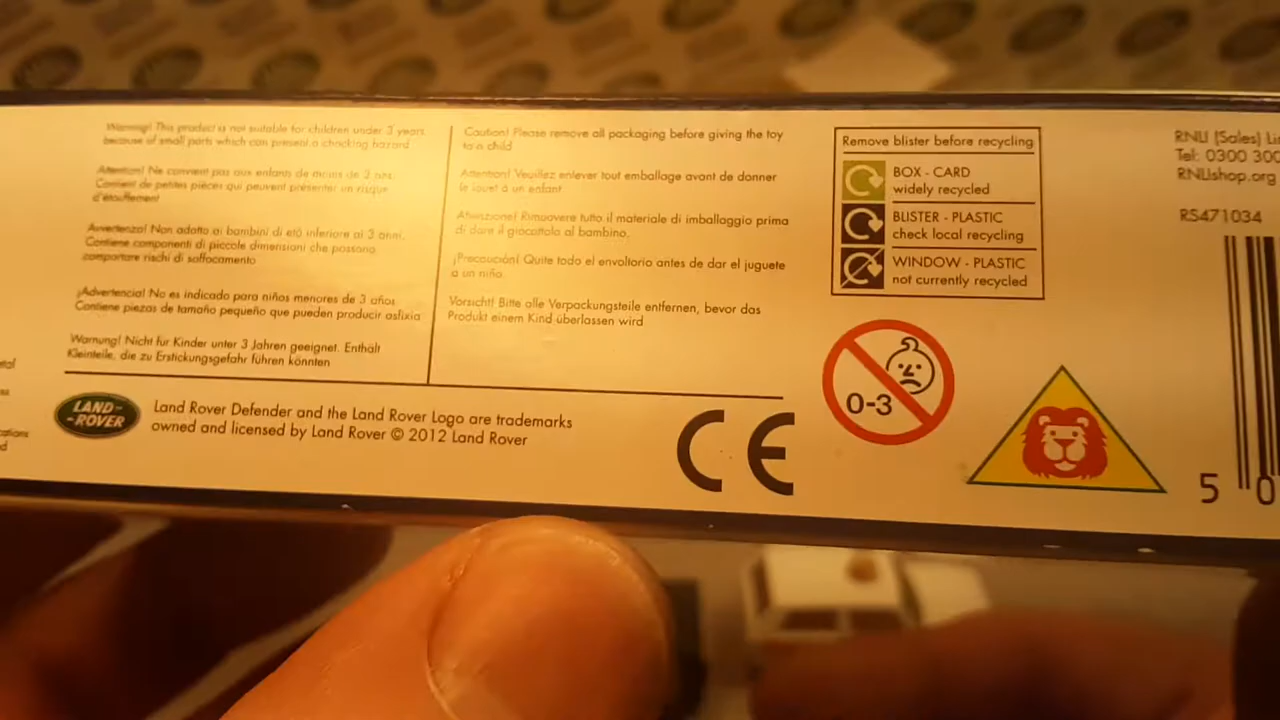 Warning! This product is not suitable for children under 3 years
because of small parts which can present a chocking hazard
Attention! Ne convient pas aux enfants de moins de 3 ans.
Contient de petites pièces qui peuvent présenter un risque
d'étouffement
Avvertenza! Non adatto ai bambini di età inferiore ai 3 anni.
Contiene componenti di piccole dimensioni che possono
comportare rischi di soffocamento
¡Advertencia! No es indicado para niños menores de 3 años
Contiene piezas de tamaño pequeño que pueden producir asfixia
Warnung! Nicht für Kinder unter 3 Jahren geeignet. Enthält
Kleinteile, die zu Erstickungsgefahr führen könnten
Caution! Please remove all packaging before giving the toy
to a child
Attention! Veuillez enlever tout emballage avant de donner
le jouet à un enfant
Attenzione! Rimuovere tutto il materiale di imballaggio prima
di dare il giocattolo al bambino.
¡Precaución! Quite todo el envoltorio antes de dar el juguete
a un niño.
Vorsicht! Bitte alle Verpackungsteile entfernen, bevor das
Produkt einem Kind überlassen wird
Remove blister before recycling
BOX - CARD
widely recycled
BLISTER - PLASTIC
check local recycling
WINDOW - PLASTIC
not currently recycled
RNLI (Sales)
Tel: 0300 300
RNLIshop.org
RS471034
LAND-
-ROVER
Land Rover Defender and the Land Rover Logo are trademarks
owned and licensed by Land Rover © 2012 Land Rover
CE
0-3
5 0